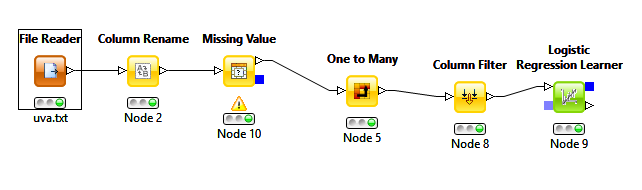 File Reader
Column Rename
Missing Value
One to Many
Column Filter
Logistic
Regression Learner
uva.txt
Node 2
Node 10
Node 5
Node 8
Node 9